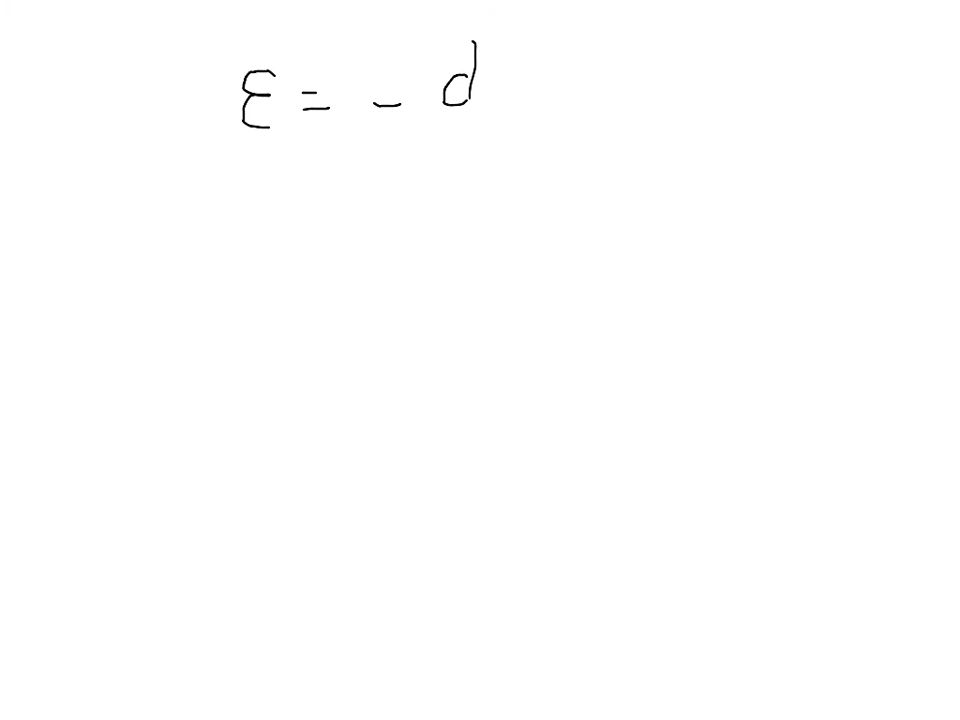 ε = - d